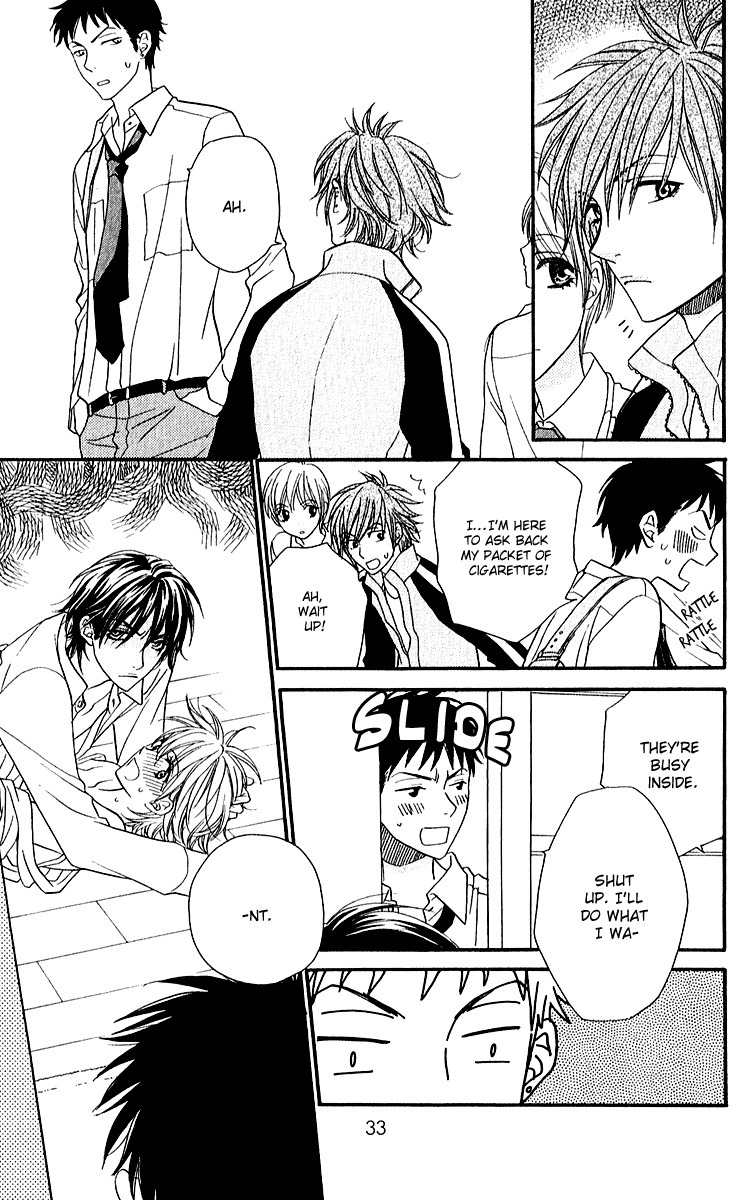 AH.
I...I'M HERE
TO ASK BACK
MY PACKET OF
CIGARETTES!
AH,
WAIT
UP!
RATTLE
RATTLE
THEY'RE
BUSY
INSIDE.
SLIDE
SHUT
UP. I'LL
DO WHAT
I WA-
-NT.
33